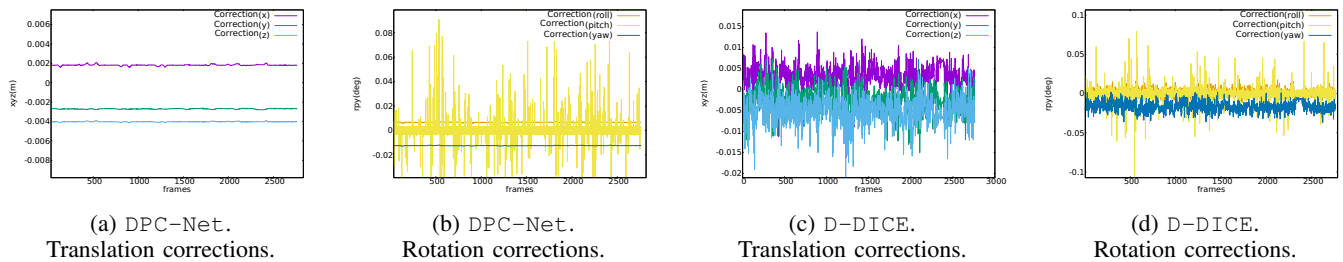 0.006
0.004
0.002
0
-0.002
-0.004
-0.006
-0.008
xyz(m)
Correction(x)
Correction(y)
Correction(z)
500 1000 1500 2000 2500
frames
(a) DPC-Net.
Translation corrections.
0.08
0.06
0.04
0.02
0
-0.02
rpy(deg)
Correction(roll)
Correction(pitch)
Correction(yaw)
500 1000 1500 2000 2500
frames
(b) DPC-Net.
Rotation corrections.
0.015
0.01
0.005
0
-0.005
-0.01
-0.015
-0.02
xyz(m)
Correction(x)
Correction(y)
Correction(z)
0 500 1000 1500 2000 2500 3000
frames
(c) D-DICE.
Translation corrections.
0.1
0.05
0
-0.05
-0.1
rpy(deg)
Correction(roll)
Correction(pitch)
Correction(yaw)
500 1000 1500 2000 2500
frames
(d) D-DICE.
Rotation corrections.